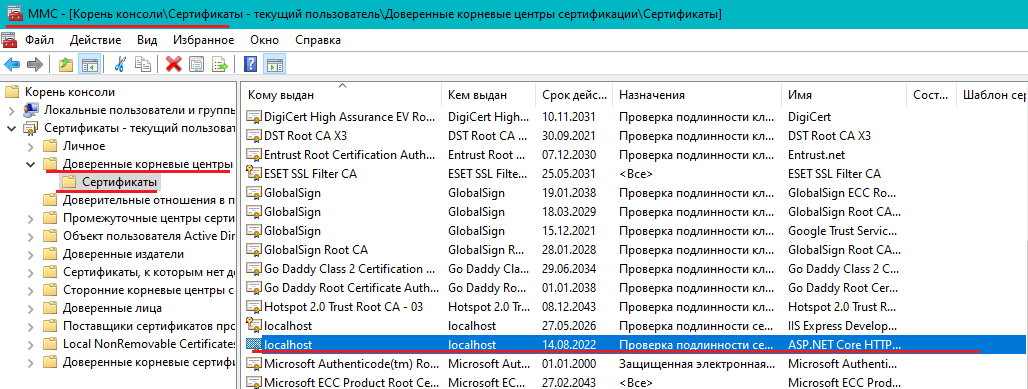 MMC - [Корень консоли\Сертификаты - текущий пользователь\Доверенные корневые центры сертификации\Сертификаты]
Файл Действие Вид Избранное Окно Справка
Корень консоли
Локальные пользователи и группы
Сертификаты - текущий пользоват
Личное
Доверенные корневые центры
Сертификаты
Доверительные отношения в п
Промежуточные центры серти
Объект пользователя Active Dir
Доверенные издатели
Сертификаты, к которым нет до
Сторонние корневые центры с
Доверенные лица
Поставщики сертификатов про
Local NonRemovable Certificates
Доверенные корневые сертифи
Кому выдан Кем выдан Срок дейс... Назначения Имя Сост... Шаблон сер
DigiCert High Assurance EV Ro... DigiCert High... 10.11.2031 Проверка подлинности кл... DigiCert
DST Root CA X3 DST Root CA X3 30.09.2021 Проверка подлинности кл... DST Root CA X3
Entrust Root Certification Auth... Entrust Root ... 07.12.2030 Проверка подлинности кл... Entrust.net
ESET SSL Filter CA ESET SSL Filter CA 25.05.2031 <Все> <Нет>
GlobalSign GlobalSign 19.01.2038 Проверка подлинности кл... GlobalSign ECC Ro...
GlobalSign GlobalSign 18.03.2029 Проверка подлинности кл... GlobalSign Root CA...
GlobalSign GlobalSign 15.12.2021 Проверка подлинности кл... Google Trust Servic...
GlobalSign Root CA GlobalSign R... 28.01.2028 Проверка подлинности кл... GlobalSign Root CA...
Go Daddy Class 2 Certification ... Go Daddy Cla... 29.06.2034 Проверка подлинности кл... Go Daddy Class 2 C...
Go Daddy Root Certificate Auth... Go Daddy Ro... 01.01.2038 Проверка подлинности кл... Go Daddy Root Cer...
Hotspot 2.0 Trust Root CA - 03 Hotspot 2.0 T... 08.12.2043 Проверка подлинности се... Hotspot 2.0 Trust R...
localhost localhost 27.05.2026 Проверка подлинности се... IIS Express Develop...
localhost localhost 14.08.2022 Проверка подлинности се... ASP.NET Core HTTP...
Microsoft Authenticode(tm) Ro... Microsoft Aut... 01.01.2000 Защищенная электронная... Microsoft Authenti...
Microsoft ECC Product Root Ce... Microsoft EC... 27.02.2043 <Все> Microsoft ECC Prod...